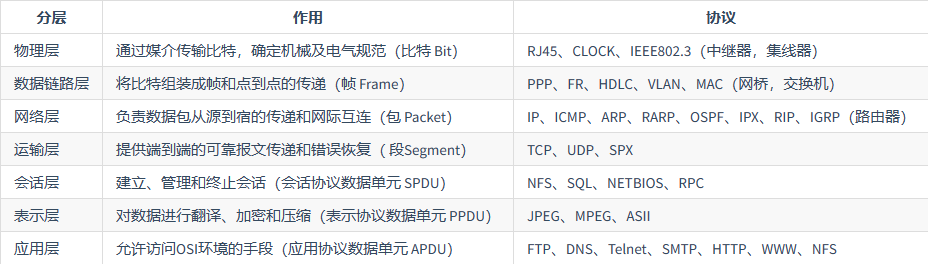 分层 作用 协议
物理层 通过媒介传输比特，确定机械及电气规范（比特 Bit） RJ45、CLOCK、IEEE802.3（中继器，集线器）
数据链路层 将比特组装成帧和点到点的传递（帧 Frame） PPP、FR、HDLC、VLAN、MAC（网桥，交换机）
网络层 负责数据包从源到宿的传递和网际互连（包 Packet） IP、ICMP、ARP、RARP、OSPF、IPX、RIP、IGRP（路由器）
运输层 提供端到端的可靠报文传递和错误恢复（ 段Segment） TCP、UDP、SPX
会话层 建立、管理和终止会话（会话协议数据单元 SPDU） NFS、SQL、NETBIOS、RPC
表示层 对数据进行翻译、加密和压缩（表示协议数据单元 PPDU） JPEG、MPEG、ASII
应用层 允许访问OSI环境的手段（应用协议数据单元 APDU） FTP、DNS、Telnet、SMTP、HTTP、WWW、NFS